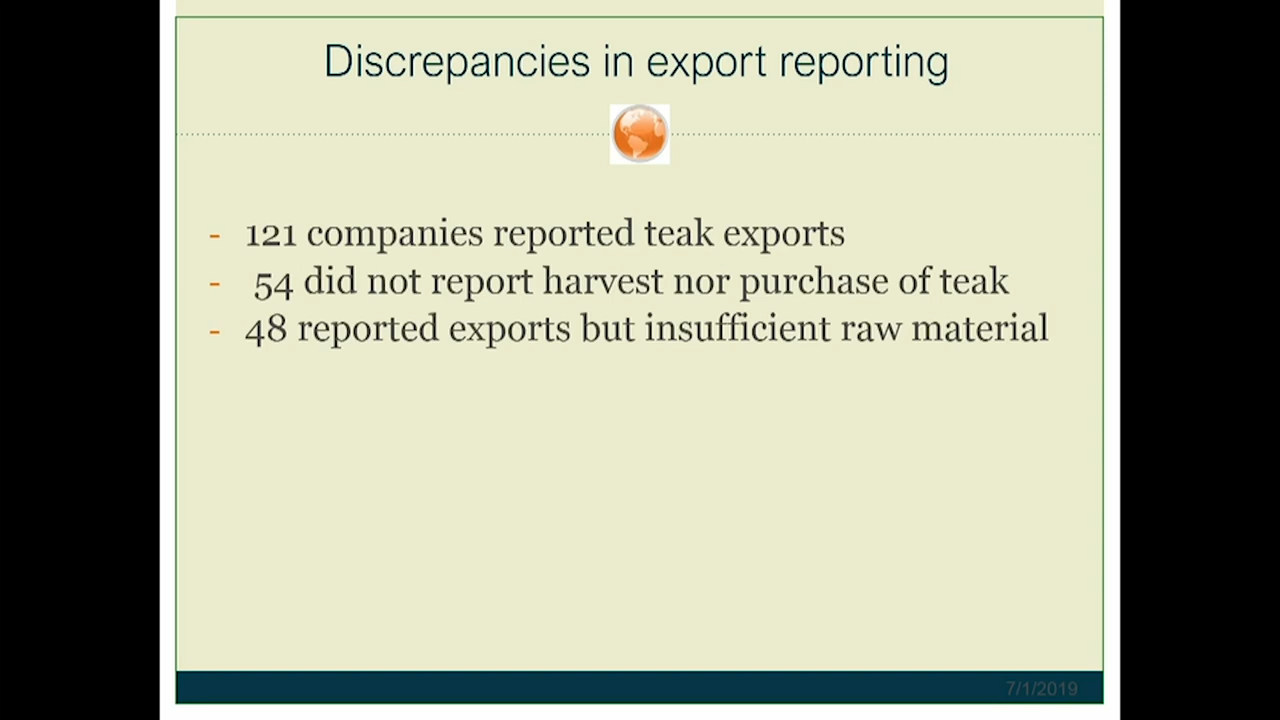 Discrepancies in export reporting
- 121 companies reported teak exports
- 54 did not report harvest nor purchase of teak
- 48 reported exports but insufficient raw material
7/1/2019